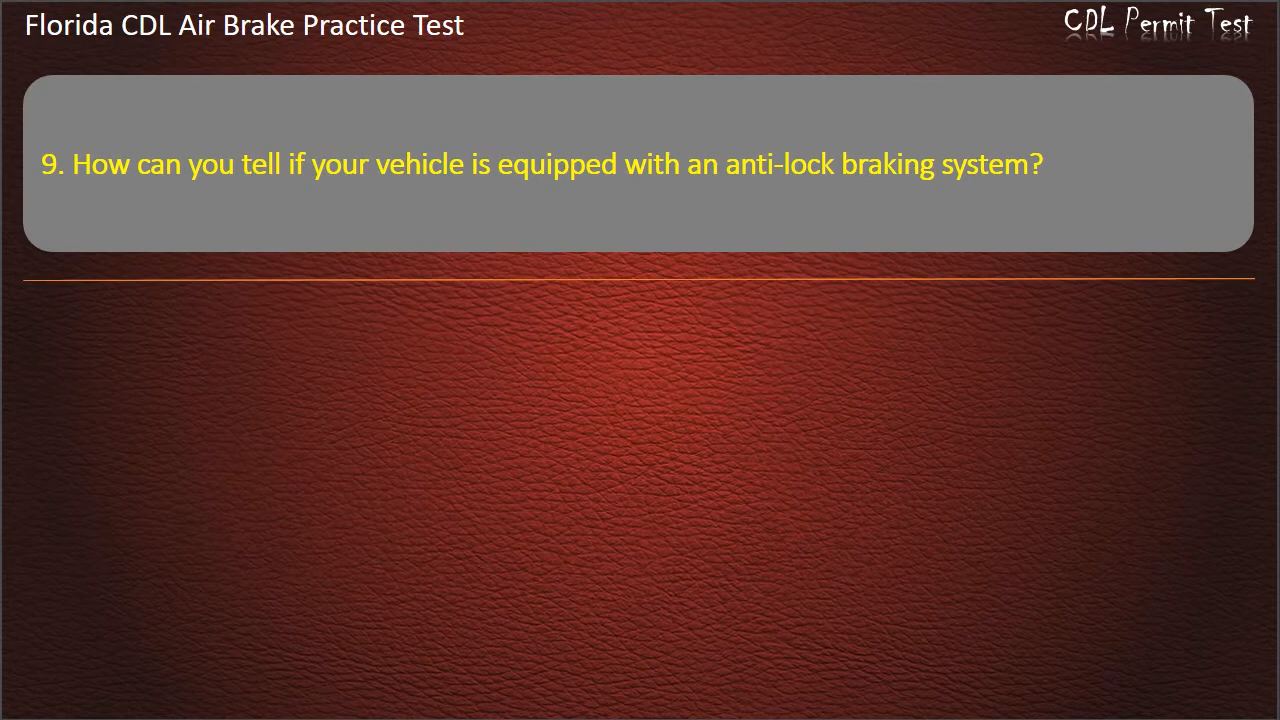 Florida CDL Air Brake Practice Test
CDL Permit Test
9. How can you tell if your vehicle is equipped with an anti-lock braking system?